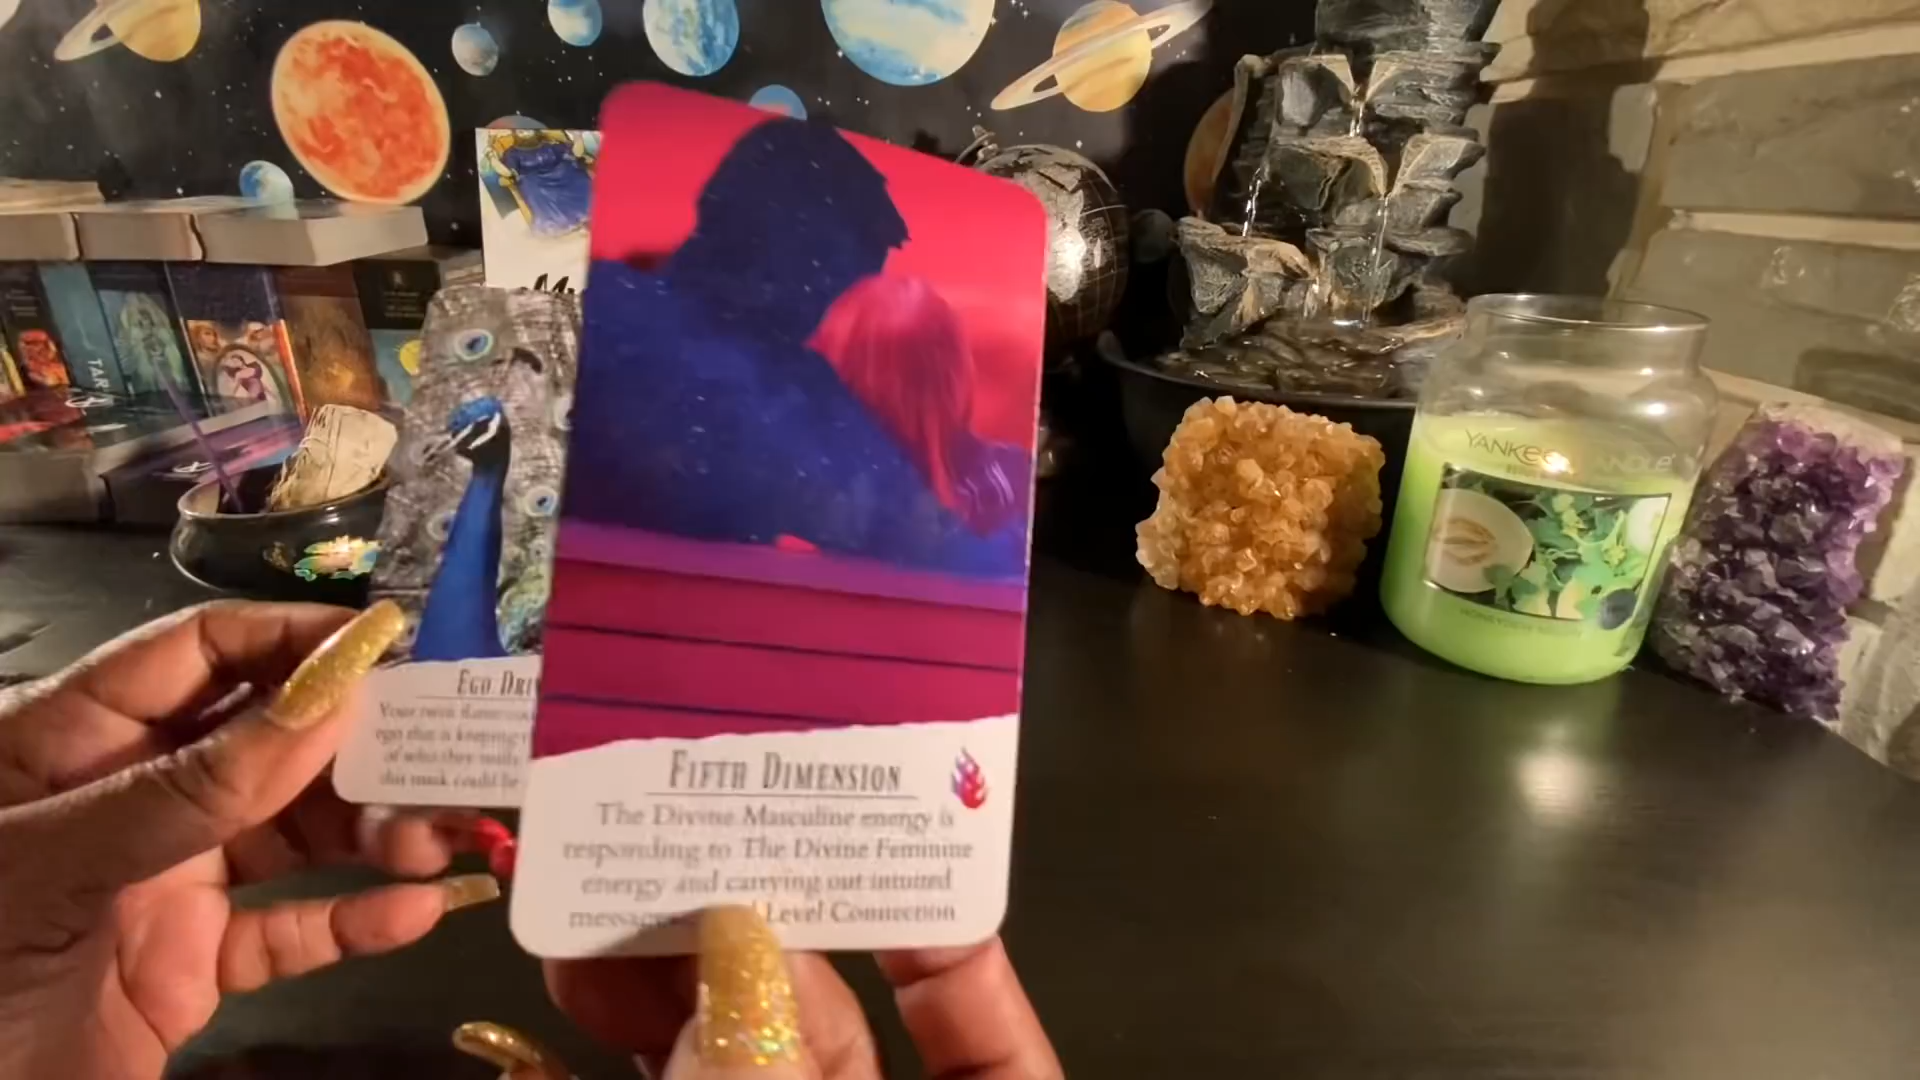 FIFTH DIMENSION
The Divine Masculine energy is
responding to The Divine Feminine
energy and carrying out intuited
Level Connection
EGO
Your twin flame
ego that is keeping
of who they really
this mask could be
YANKEE CANDLE
TAR